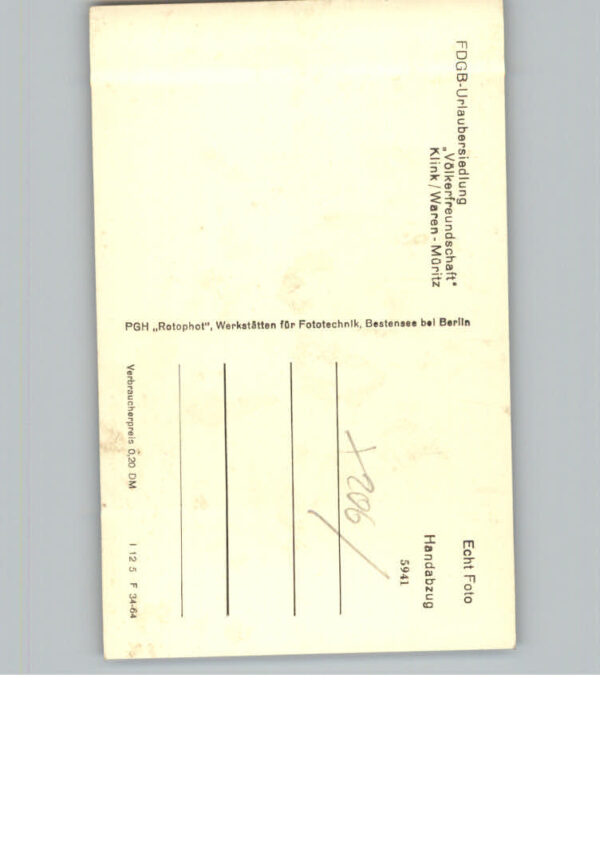 FDGB-Urlaubersiedlung
„Völkerfreundschaft"
Klink / Waren - Müritz
PGH „Rotophot", Werkstätten für Fototechnik, Bestensee bei Berlin
Echt Foto
Handabzug
5941
X 206 /
Verbraucherpreis 0,20 DM
I 12 5 F 34-64